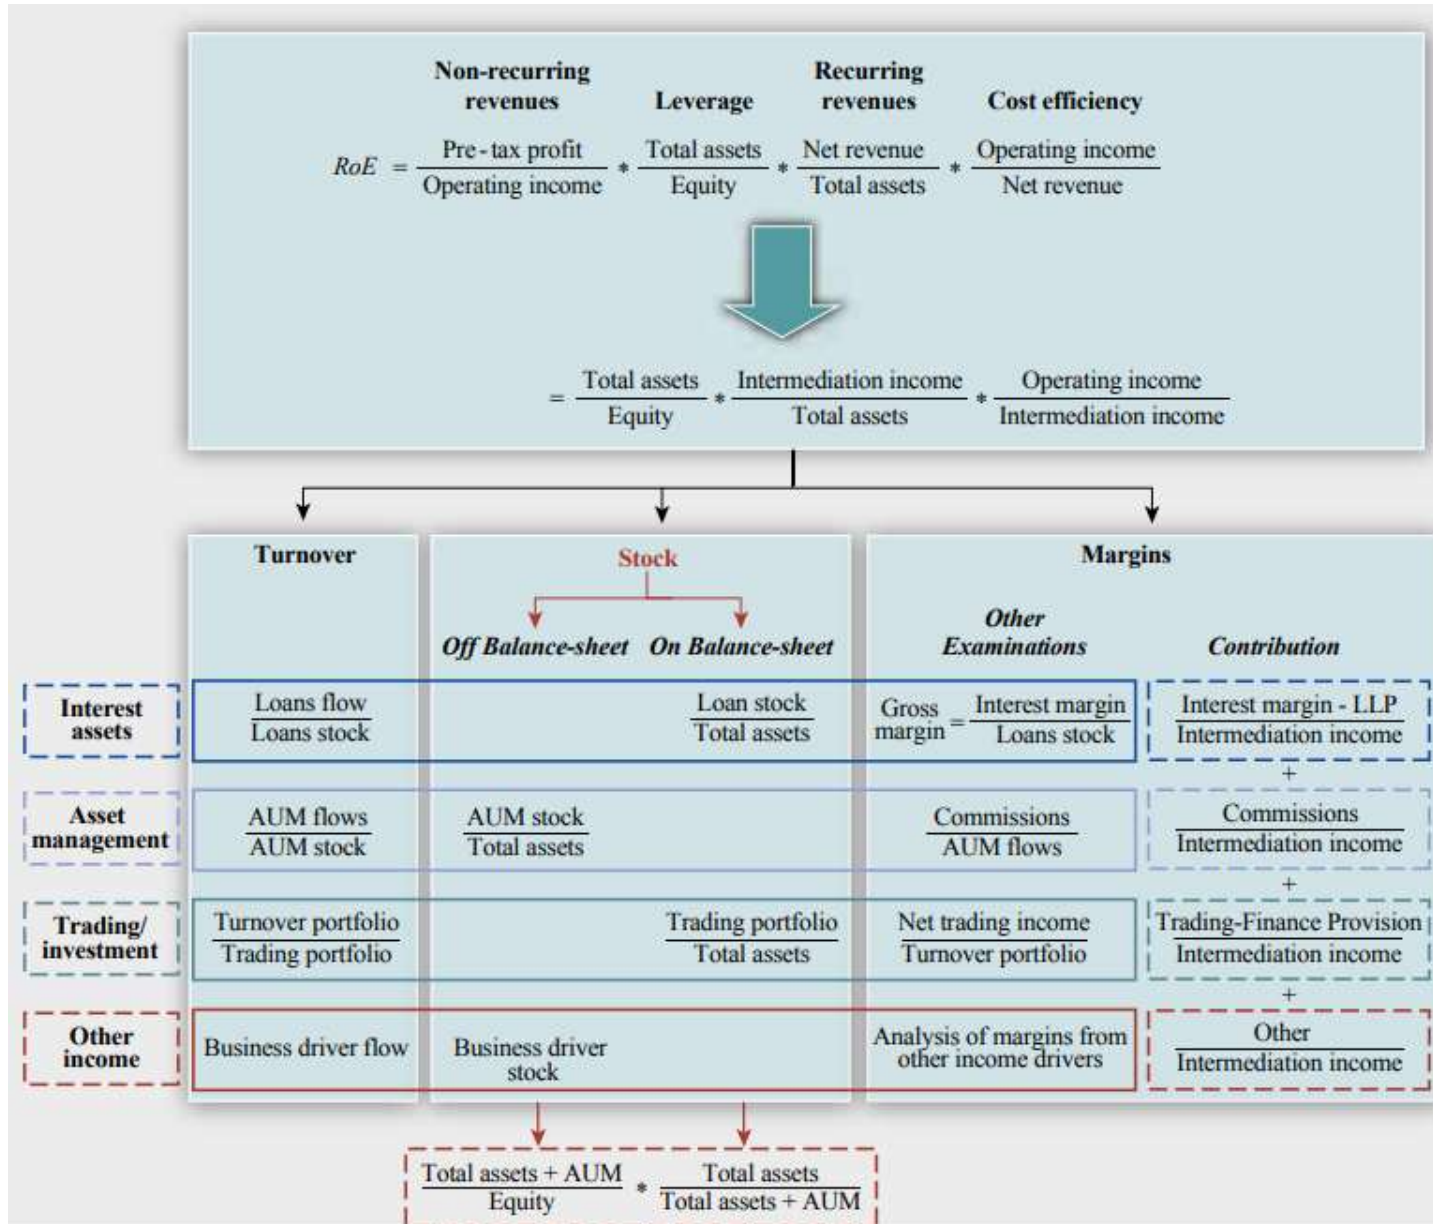 Non-recurring revenues
Leverage
Recurring revenues
Cost efficiency
RoE = Pre-tax profit / Operating income * Total assets / Equity * Net revenue / Total assets * Operating income / Net revenue
= Total assets / Equity * Intermediation income / Total assets * Operating income / Intermediation income
Turnover
Stock
Margins
Off Balance-sheet
On Balance-sheet
Other
Examinations
Contribution
Interest
assets
Loans flow
Loans stock
Loan stock
Total assets
Gross
margin
=
Interest margin
Loans stock
Interest margin - LLP
Intermediation income
+
Asset
management
AUM flows
AUM stock
AUM stock
Total assets
Commissions
AUM flows
Commissions
Intermediation income
+
Trading/
investment
Turnover portfolio
Trading portfolio
Trading portfolio
Total assets
Net trading income
Turnover portfolio
Trading-Finance Provision
Intermediation income
+
Other
income
Business driver flow
Business driver
stock
Analysis of margins from
other income drivers
Other
Intermediation income
Total assets + AUM / Equity * Total assets / Total assets + AUM